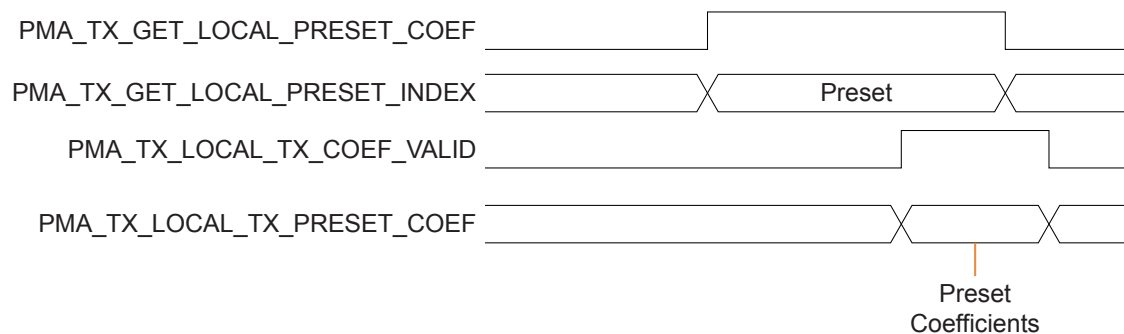 PMA_TX_GET_LOCAL_PRESET_COEF
PMA_TX_GET_LOCAL_PRESET_INDEX
Preset
PMA_TX_LOCAL_TX_COEF_VALID
PMA_TX_LOCAL_TX_PRESET_COEF
Preset
Coefficients